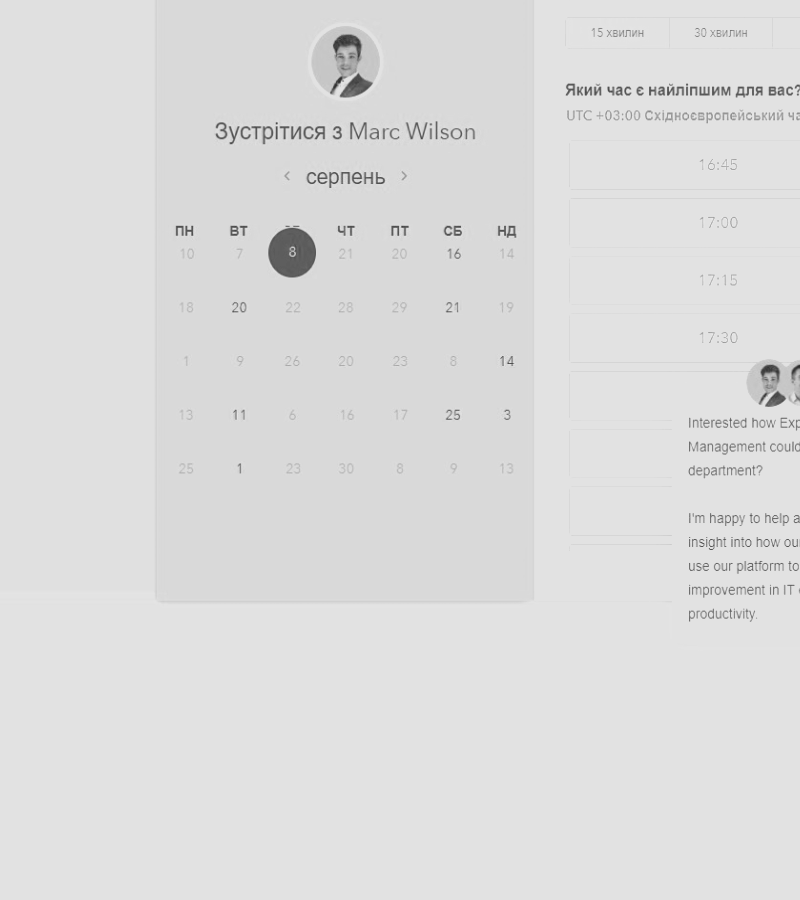 Зустрітися з Marc Wilson
серпень
ПН ВТ ЧТ ПТ СБ НД
10 7 8 21 20 16 14
18 20 22 28 29 21 19
1 9 26 20 23 8 14
13 11 6 16 17 25 3
25 1 23 30 8 9 13
15 хвилин 30 хвилин
Який час є найліпшим для вас?
UTC +03:00 Східноєвропейський
16:45
17:00
17:15
17:30
Interested how
Management could
department?
I'm happy to help
insight into how
use our platform to
improvement in IT
productivity.